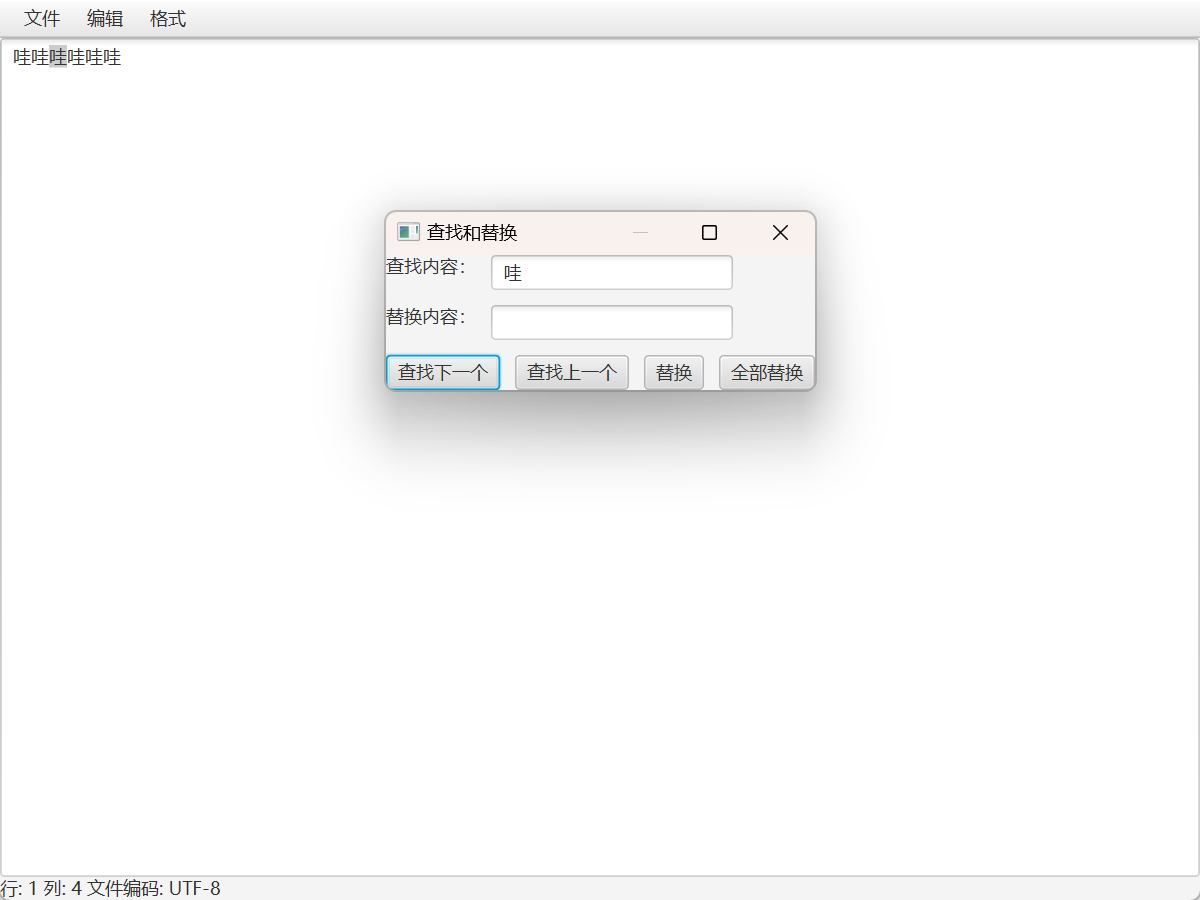 文件 编辑 格式
哇哇哇哇哇哇
查找和替换
查找内容： 哇
替换内容：
查找下一个 查找上一个 替换 全部替换
行: 1 列: 4 文件编码: UTF-8